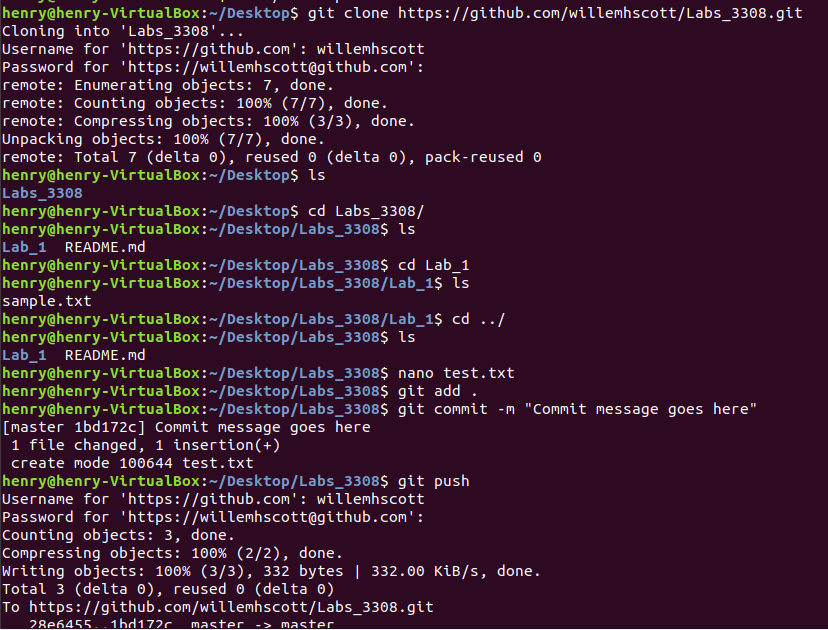 henry@henry-VirtualBox:~/Desktop$ git clone https://github.com/willemhscott/Labs_3308.git
Cloning into 'Labs_3308'...
Username for 'https://github.com': willemhscott
Password for 'https://willemhscott@github.com':
remote: Enumerating objects: 7, done.
remote: Counting objects: 100% (7/7), done.
remote: Compressing objects: 100% (3/3), done.
Unpacking objects: 100% (7/7), done.
remote: Total 7 (delta 0), reused 0 (delta 0), pack-reused 0
henry@henry-VirtualBox:~/Desktop$ ls
Labs_3308
henry@henry-VirtualBox:~/Desktop$ cd Labs_3308/
henry@henry-VirtualBox:~/Desktop/Labs_3308$ ls
Lab_1  README.md
henry@henry-VirtualBox:~/Desktop/Labs_3308$ cd Lab_1
henry@henry-VirtualBox:~/Desktop/Labs_3308/Lab_1$ ls
sample.txt
henry@henry-VirtualBox:~/Desktop/Labs_3308/Lab_1$ cd ../
henry@henry-VirtualBox:~/Desktop/Labs_3308$ ls
Lab_1  README.md
henry@henry-VirtualBox:~/Desktop/Labs_3308$ nano test.txt
henry@henry-VirtualBox:~/Desktop/Labs_3308$ git add .
henry@henry-VirtualBox:~/Desktop/Labs_3308$ git commit -m "Commit message goes here"
[master 1bd172c] Commit message goes here
 1 file changed, 1 insertion(+)
 create mode 100644 test.txt
henry@henry-VirtualBox:~/Desktop/Labs_3308$ git push
Username for 'https://github.com': willemhscott
Password for 'https://willemhscott@github.com':
Counting objects: 3, done.
Compressing objects: 100% (2/2), done.
Writing objects: 100% (3/3), 332 bytes | 332.00 KiB/s, done.
Total 3 (delta 0), reused 0 (delta 0)
To https://github.com/willemhscott/Labs_3308.git
   28e6455..1bd172c  master -> master